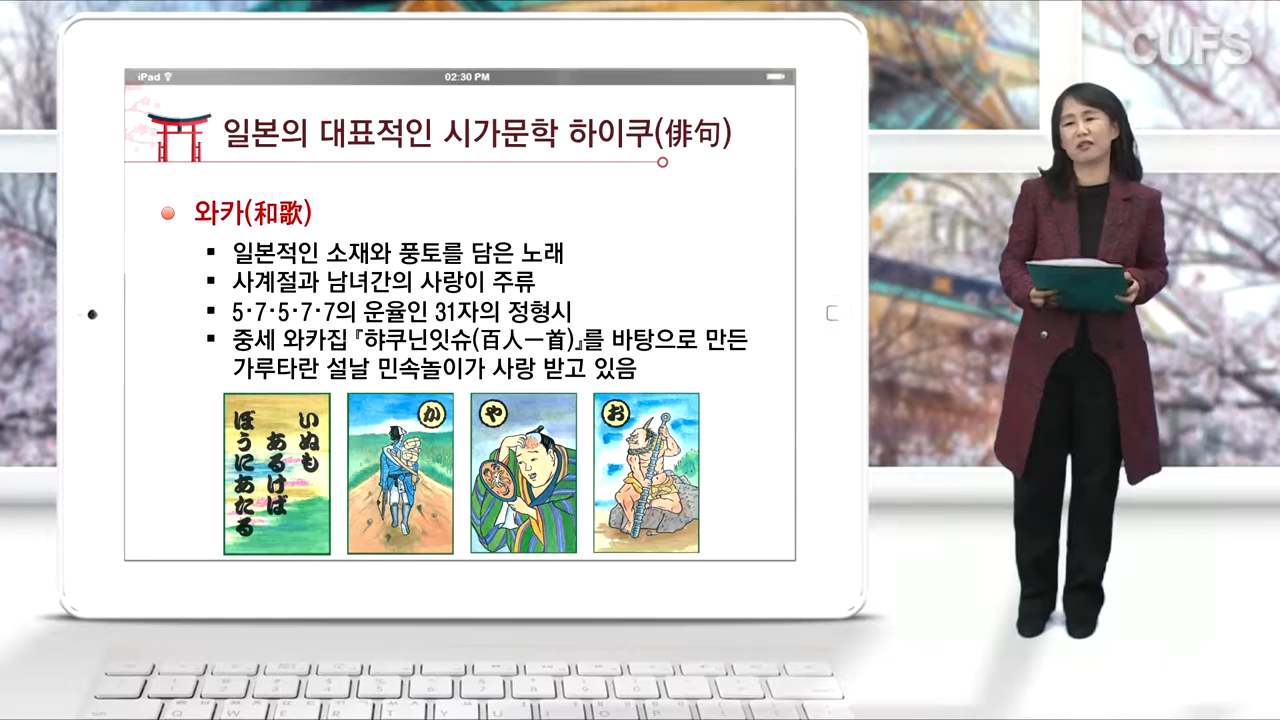 CUFS
iPad
02:30 PM
일본의 대표적인 시가문학 하이쿠(俳句)
와카(和歌)
일본적인 소재와 풍토를 담은 노래
사계절과 남녀간의 사랑이 주류
5·7·5·7·7의 운율인 31자의 정형시
중세 와카집『햐쿠닌잇슈(百人一首)』를 바탕으로 만든
가루타란 설날 민속놀이가 사랑 받고 있음
いぬも
あるけば
ぼうにあたる
か
や
お